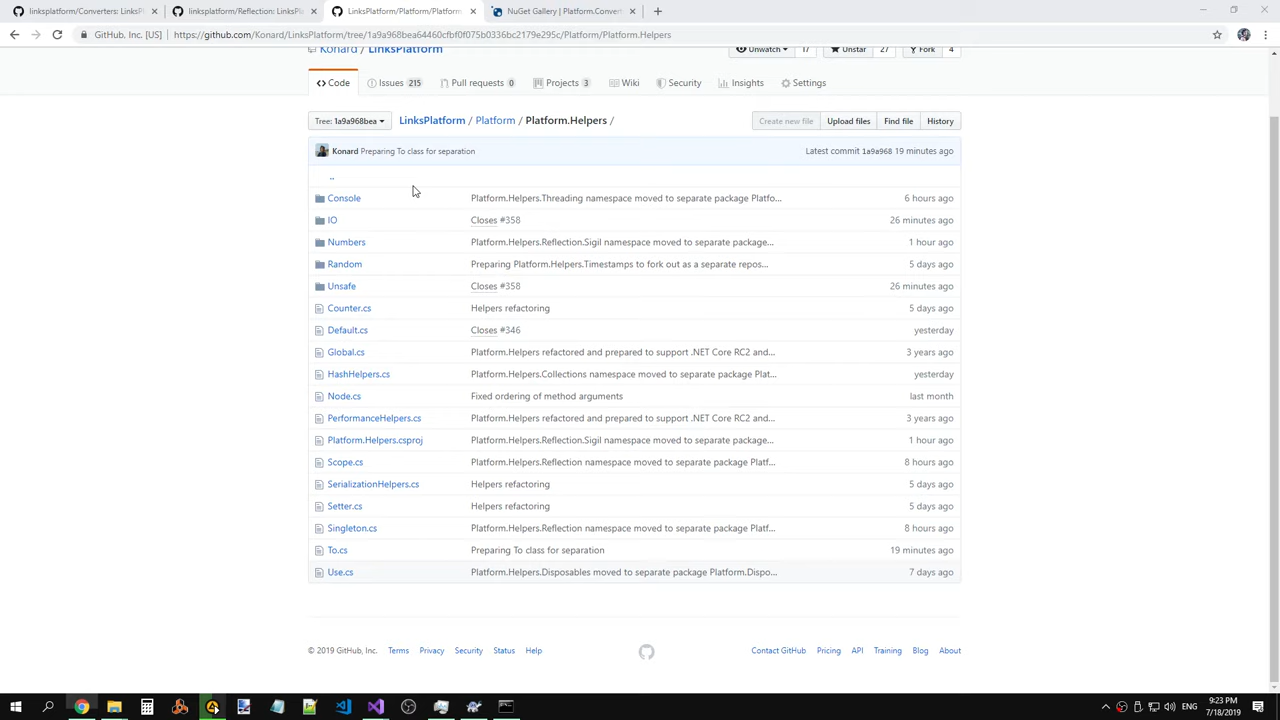 linksplatform/Converters: LinksPl
linksplatform/Reflection: LinksPla
LinksPlatform/Platform/Platform.
NuGet Gallery | Platform.Convert
GitHub, Inc. [US] | https://github.com/Konard/LinksPlatform/tree/1a9a968bea64460cfbf0f075b0336bc2179e295c/Platform/Platform.Helpers
Konard / LinksPlatform
Unwatch 17 Unstar 27 Fork 4
Code Issues 215 Pull requests 0 Projects 3 Wiki Security Insights Settings
Tree: 1a9a968bea LinksPlatform / Platform / Platform.Helpers / Create new file Upload files Find file History
Konard Preparing To class for separation Latest commit 1a9a968 19 minutes ago
..
Console Platform.Helpers.Threading namespace moved to separate package Platfo... 6 hours ago
IO Closes #358 26 minutes ago
Numbers Platform.Helpers.Reflection.Sigil namespace moved to separate package... 1 hour ago
Random Preparing Platform.Helpers.Timestamps to fork out as a separate repos... 5 days ago
Unsafe Closes #358 26 minutes ago
Counter.cs Helpers refactoring 5 days ago
Default.cs Closes #346 yesterday
Global.cs Platform.Helpers refactored and prepared to support .NET Core RC2 and... 3 years ago
HashHelpers.cs Platform.Helpers.Collections namespace moved to separate package Plat... yesterday
Node.cs Fixed ordering of method arguments last month
PerformanceHelpers.cs Platform.Helpers refactored and prepared to support .NET Core RC2 and... 3 years ago
Platform.Helpers.csproj Platform.Helpers.Reflection.Sigil namespace moved to separate package... 1 hour ago
Scope.cs Platform.Helpers.Reflection namespace moved to separate package Platf... 8 hours ago
SerializationHelpers.cs Helpers refactoring 5 days ago
Setter.cs Helpers refactoring 5 days ago
Singleton.cs Platform.Helpers.Reflection namespace moved to separate package Platf... 8 hours ago
To.cs Preparing To class for separation 19 minutes ago
Use.cs Platform.Helpers.Disposables moved to separate package Platform.Dispo... 7 days ago
© 2019 GitHub, Inc. Terms Privacy Security Status Help Contact GitHub Pricing API Training Blog About
ENG
9:23 PM
7/18/2019